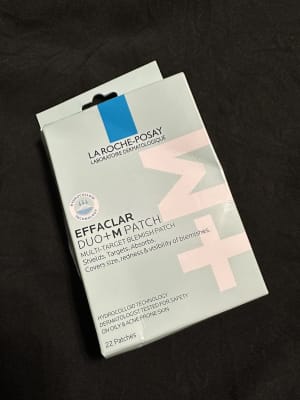 LA ROCHE-POSAY
LABORATOIRE DERMATOLOGIQUE
EFFACLAR
DUO+M PATCH
MULTI-TARGET BLEMISH PATCH
Shields. Targets. Absorbs.
Covers size, redness & visibility of blemishes.
+M
HYDROCOLLOID TECHNOLOGY
DERMATOLOGIST TESTED FOR SAFETY
ON OILY & ACNE PRONE SKIN
22 Patches